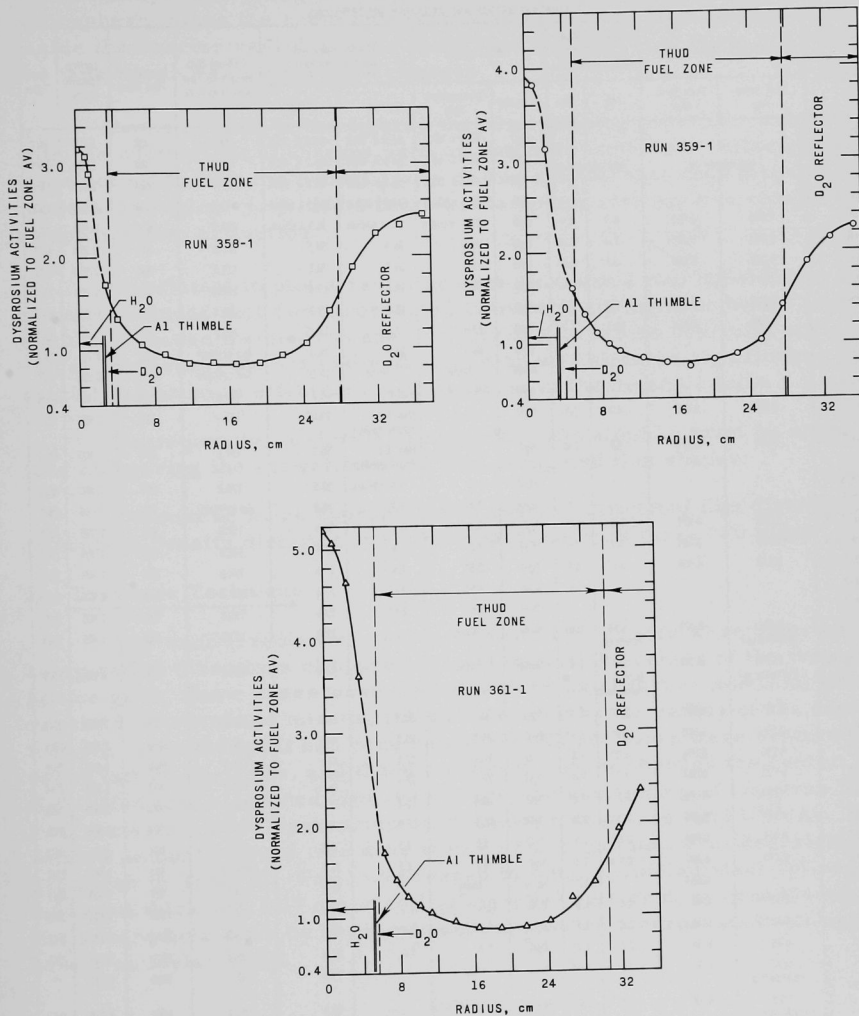 THUD
FUEL ZONE
RUN 358-1
H2O
Al THIMBLE
D2O
D2O REFLECTOR
DYSPROSIUM ACTIVITIES
(NORMALIZED TO FUEL ZONE AV)
3.0
2.0
1.0
0.4
0 8 16 24 32
RADIUS, cm
THUD
FUEL ZONE
RUN 359-1
H2O
Al THIMBLE
D2O
D2O REFLECTOR
DYSPROSIUM ACTIVITIES
(NORMALIZED TO FUEL ZONE AV)
4.0
3.0
2.0
1.0
0.4
0 8 16 24 32
RADIUS, cm
THUD
FUEL ZONE
RUN 361-1
Al THIMBLE
H2O
D2O
D2O REFLECTOR
DYSPROSIUM ACTIVITIES
(NORMALIZED TO FUEL ZONE AV)
5.0
4.0
3.0
2.0
1.0
0.4
0 8 16 24 32
RADIUS, cm